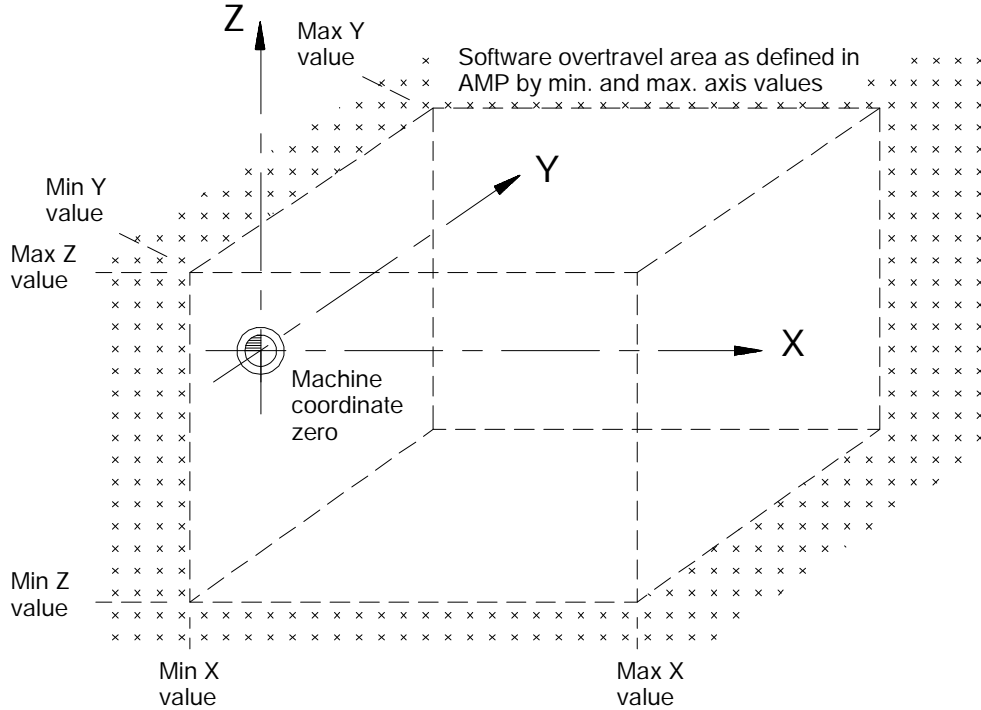 Z
Max Y
value
Software overtravel area as defined in
AMP by min. and max. axis values
Y
Min Y
value
Max Z
value
X
Machine
coordinate
zero
Min Z
value
Min X
value
Max X
value